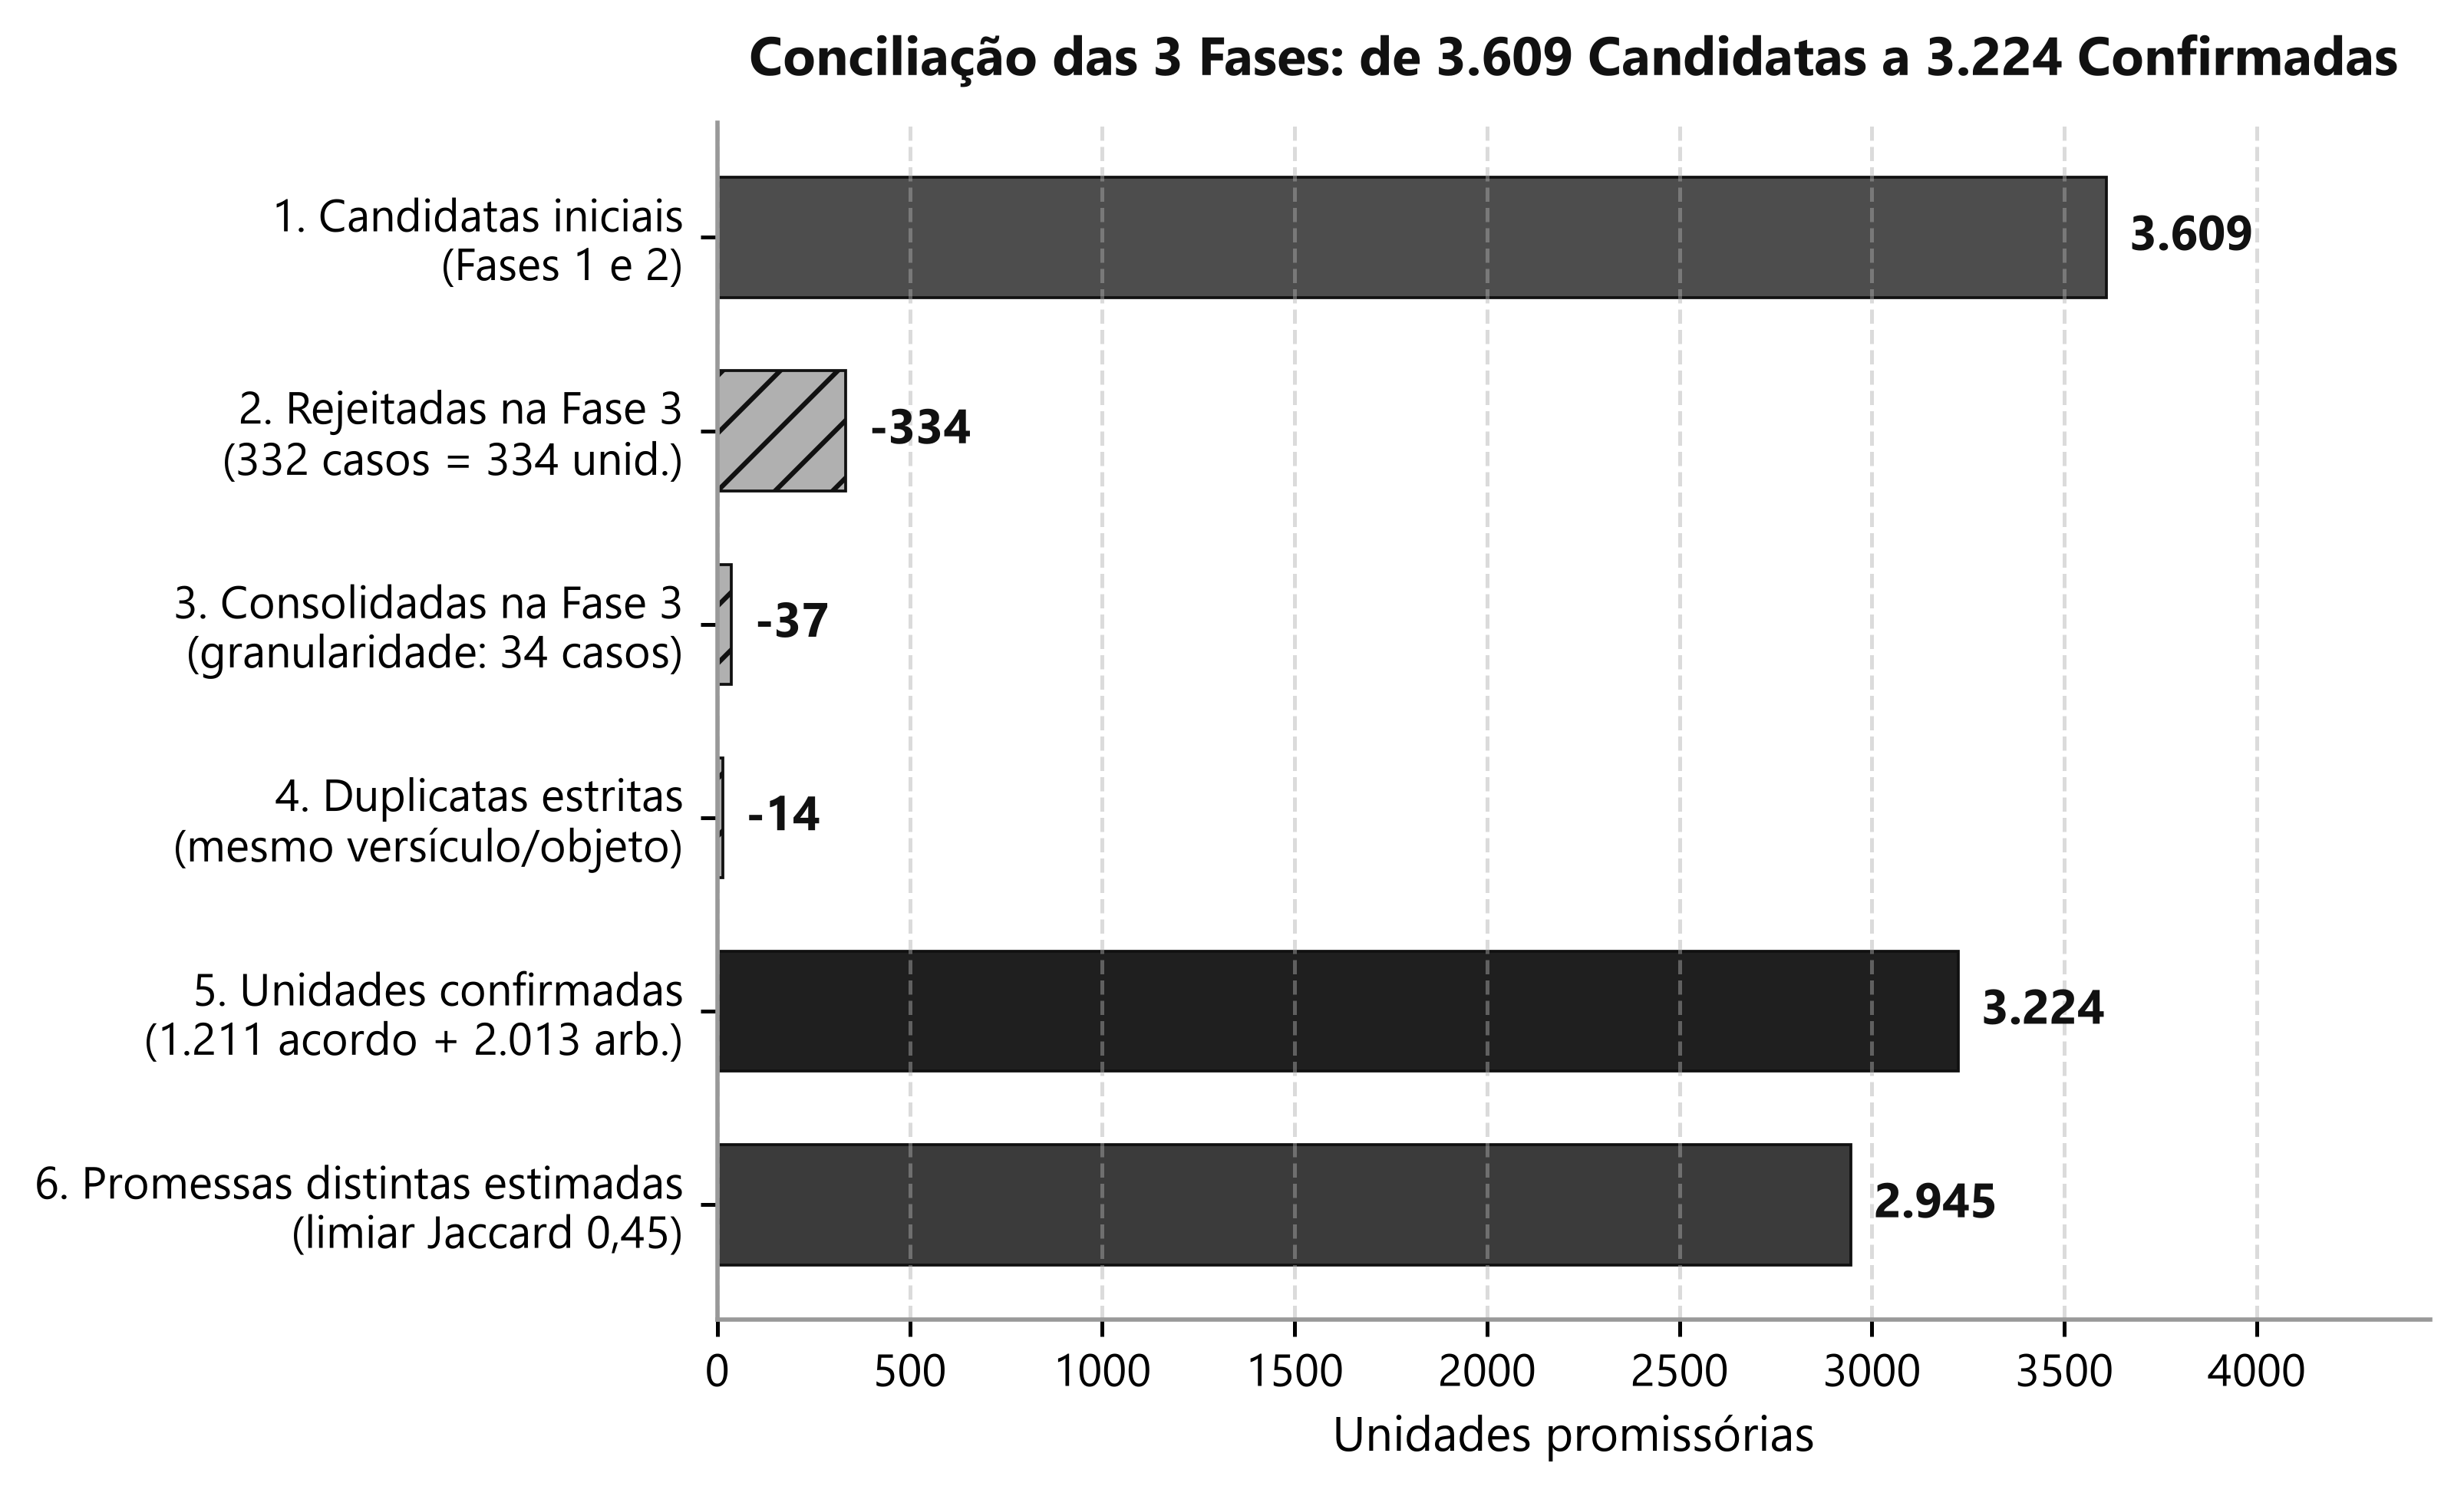 Conciliação das 3 Fases: de 3.609 Candidatas a 3.224 Confirmadas
1. Candidatas iniciais
(Fases 1 e 2)
3.609
2. Rejeitadas na Fase 3
(332 casos = 334 unid.)
-334
3. Consolidadas na Fase 3
(granularidade: 34 casos)
-37
4. Duplicatas estritas
(mesmo versículo/objeto)
-14
5. Unidades confirmadas
(1.211 acordo + 2.013 arb.)
3.224
6. Promessas distintas estimadas
(limiar Jaccard 0,45)
2.945
0 500 1000 1500 2000 2500 3000 3500 4000
Unidades promissórias